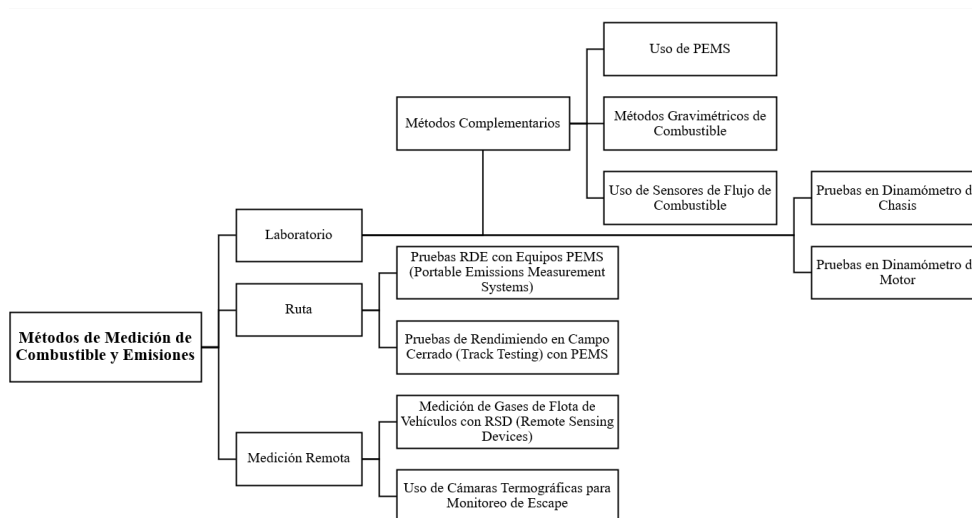 Uso de PEMS
Métodos Complementarios
Métodos Gravimétricos de
Combustible
Uso de Sensores de Flujo de
Combustible
Pruebas en Dinamómetro d
Chasis
Pruebas en Dinamómetro d
Motor
Laboratorio
Pruebas RDE con Equipos PEMS
(Portable Emissions Measurement
Systems)
Ruta
Métodos de Medición de
Combustible y Emisiones
Pruebas de Rendimiendo en Campo
Cerrado (Track Testing) con PEMS
Medición de Gases de Flota de
Vehículos con RSD (Remote Sensing
Devices)
Medición Remota
Uso de Cámaras Termográficas para
Monitoreo de Escape